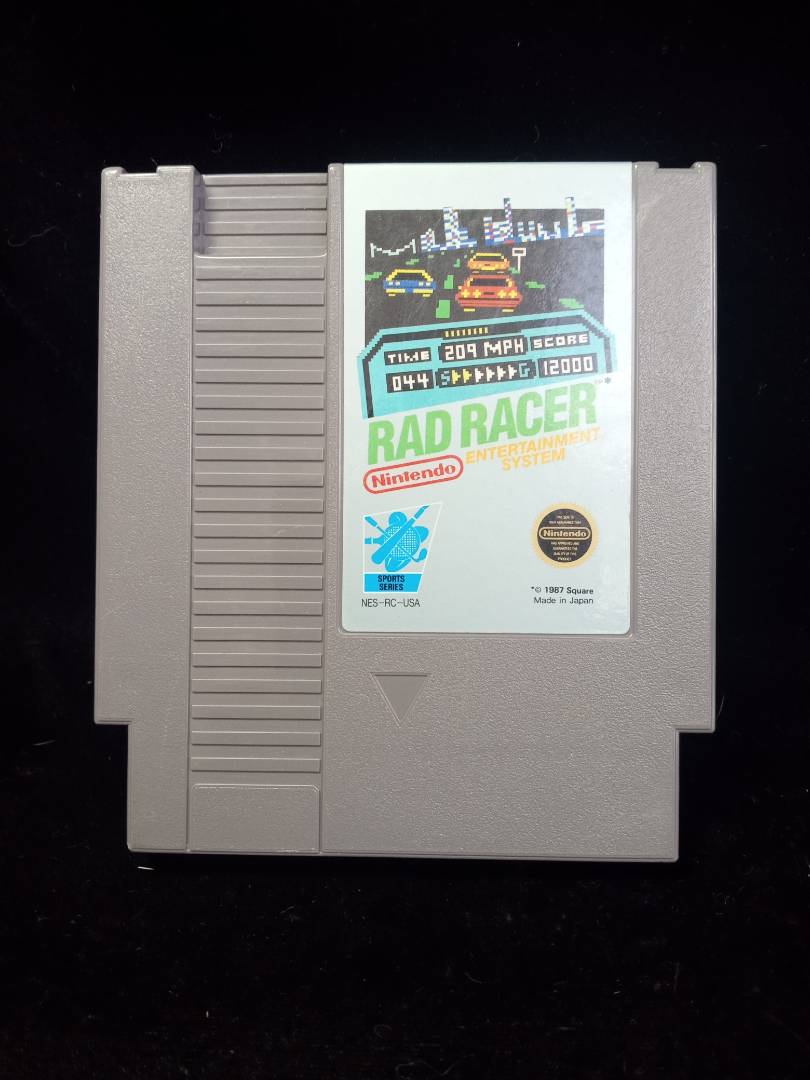 TIME 209 MPH SCORE
044 S G 12000
RAD RACER™*
Nintendo
ENTERTAINMENT
SYSTEM
SPORTS
SERIES
NES-RC-USA
Nintendo
*© 1987 Square
Made in Japan